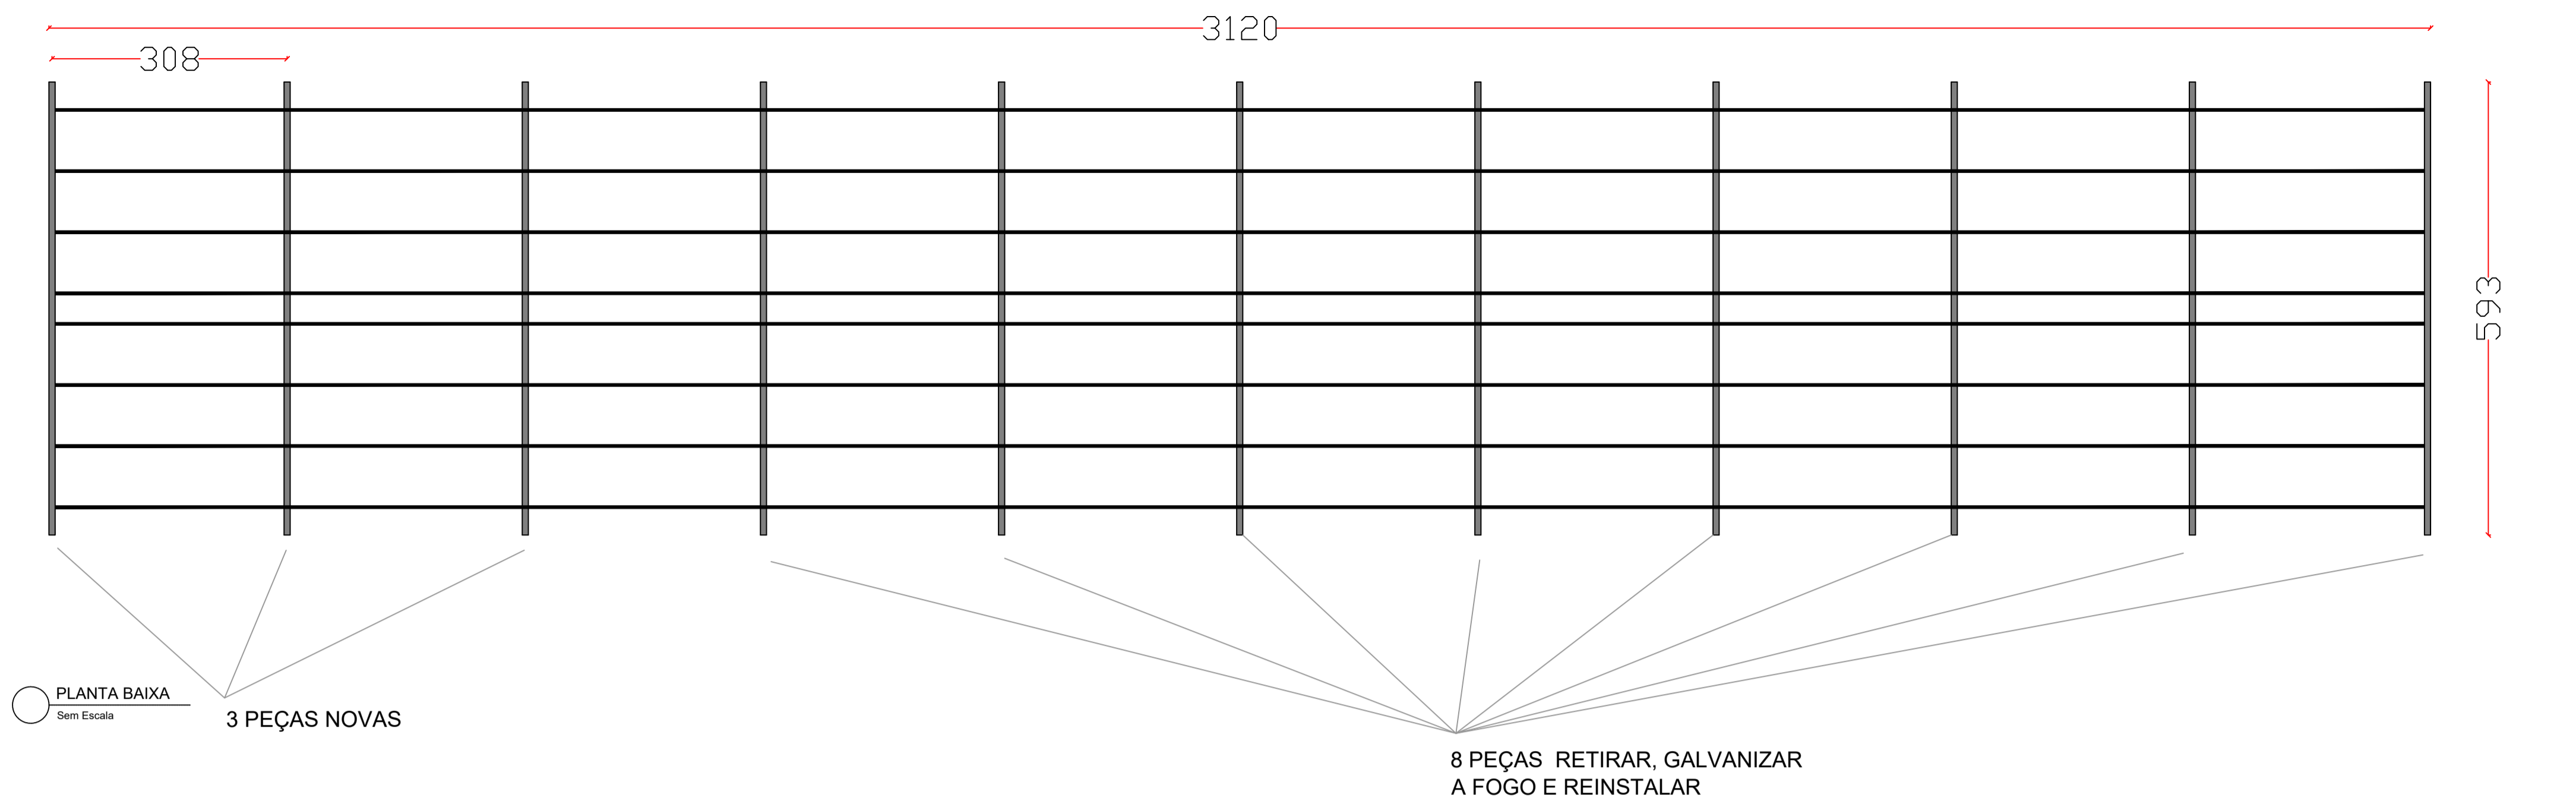 3120
308
593
PLANTA BAIXA
Sem Escala
3 PEÇAS NOVAS
8 PEÇAS  RETIRAR, GALVANIZAR
A FOGO E REINSTALAR